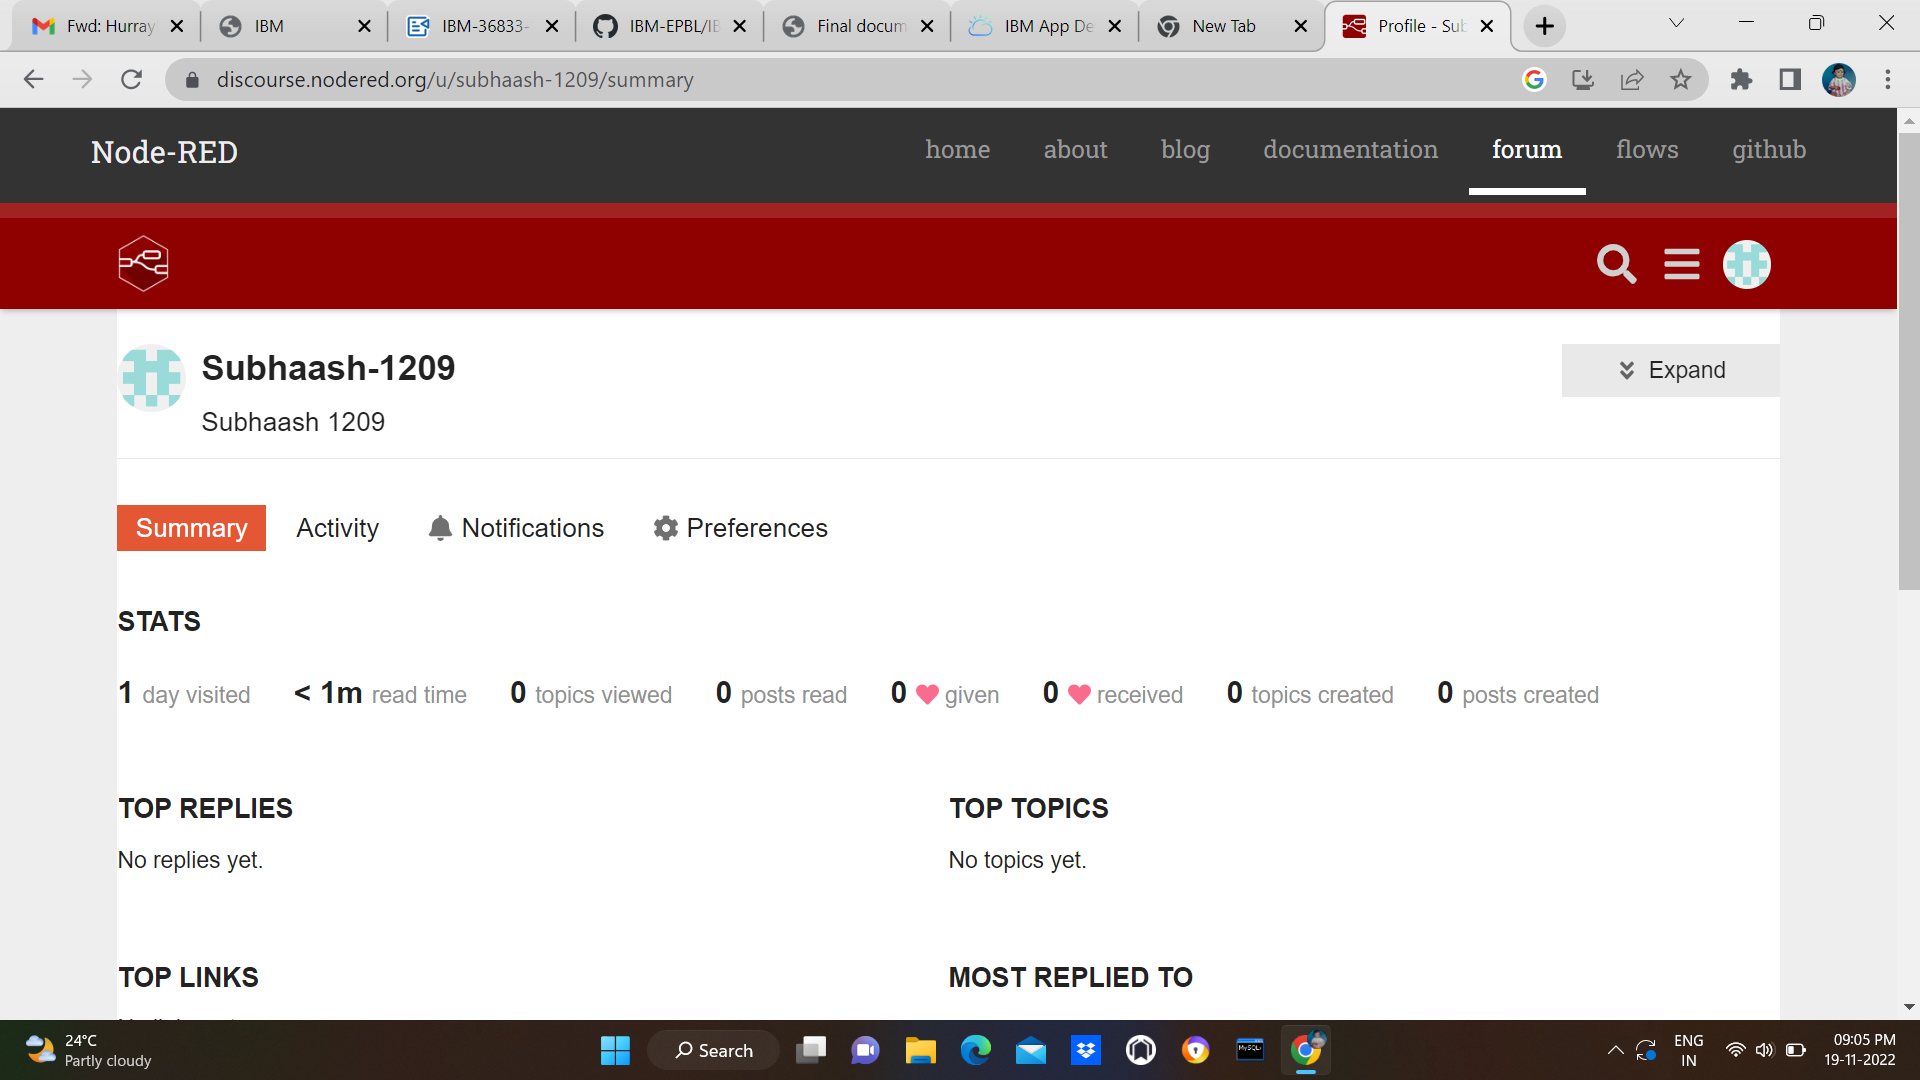 Fwd: Hurray
IBM
IBM-36833-
IBM-EPBL/IB
Final docum
IBM App De
New Tab
Profile - Sub
discourse.nodered.org/u/subhaash-1209/summary
Node-RED
home about blog documentation forum flows github
Subhaash-1209
Expand
Subhaash 1209
Summary Activity Notifications Preferences
STATS
1 day visited < 1m read time 0 topics viewed 0 posts read 0 given 0 received 0 topics created 0 posts created
TOP REPLIES
No replies yet.
TOP TOPICS
No topics yet.
TOP LINKS
MOST REPLIED TO
24°C
Partly cloudy
Search
MySQL
ENG
IN
09:05 PM
19-11-2022